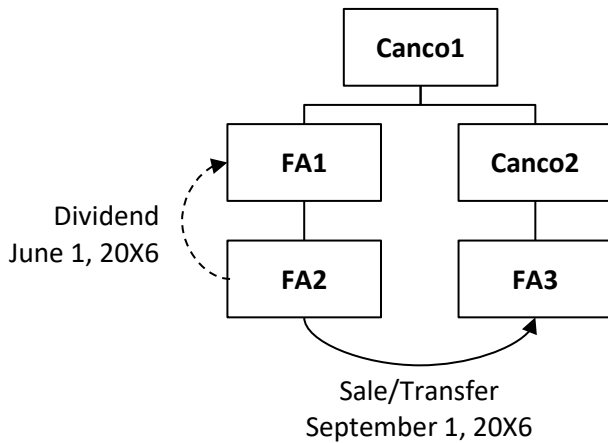 Canco1
FA1
Canco2
Dividend
June 1, 20X6
FA2
FA3
Sale/Transfer
September 1, 20X6